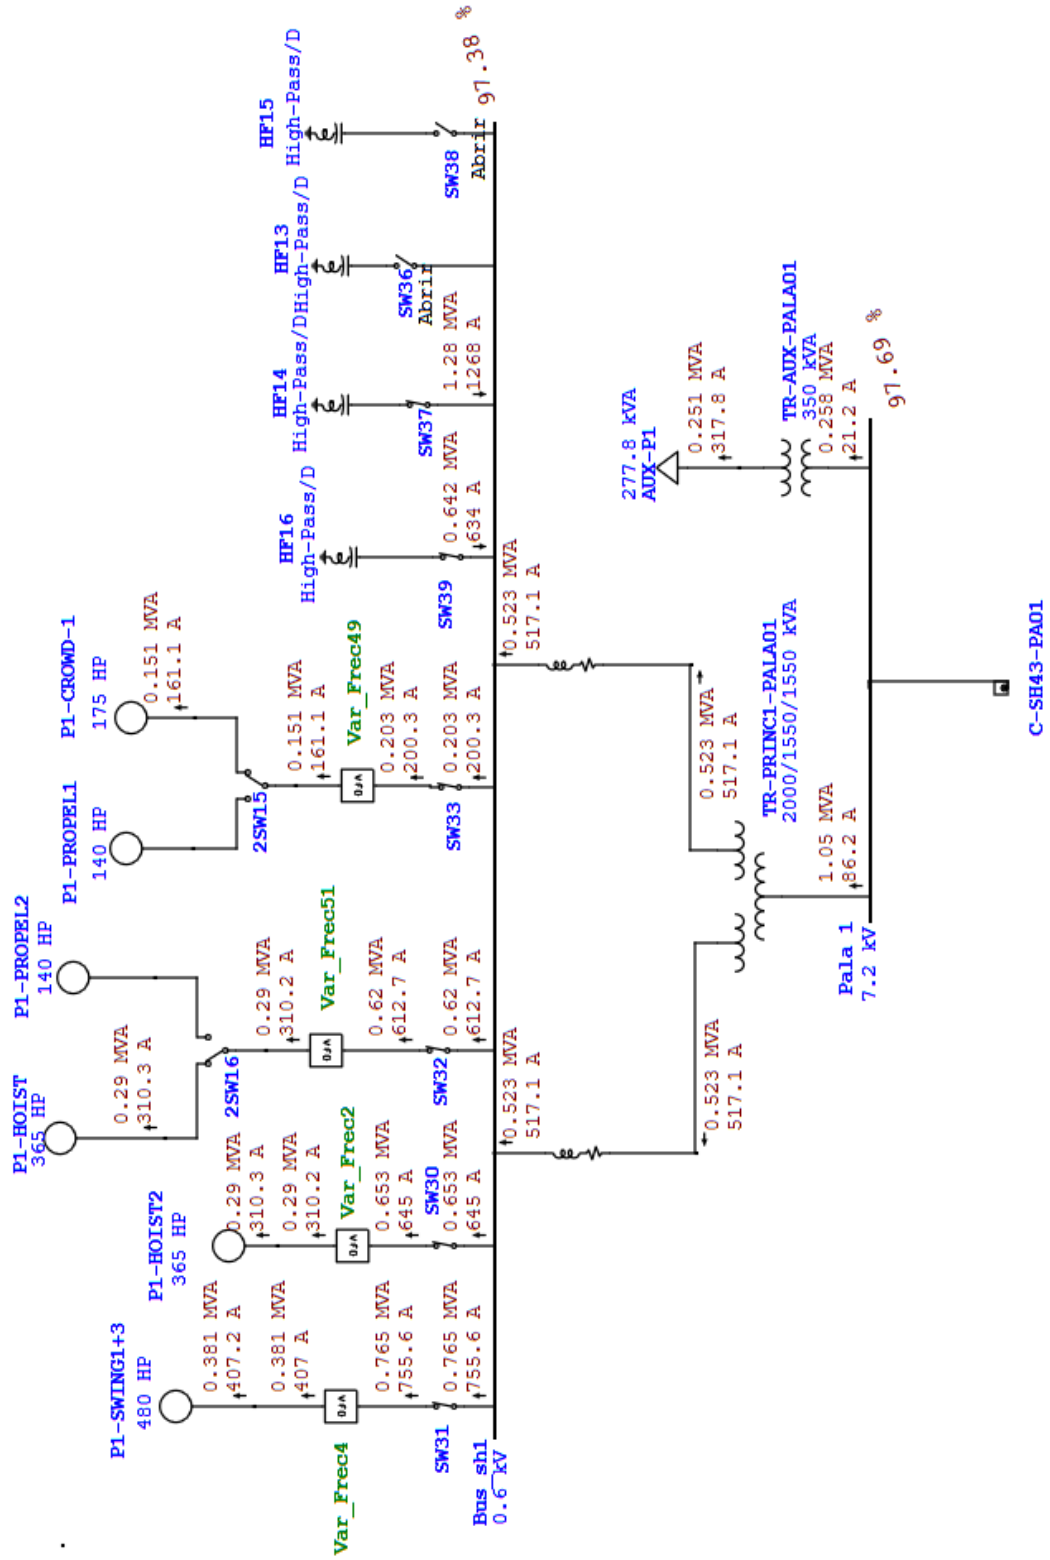 P1-SWING1+3
480 HP
0.381 MVA
407.2 A
0.381 MVA
407 A
VFD
Var_Frec4
0.765 MVA
755.6 A
SW31
0.765 MVA
755.6 A
P1-HOIST2
365 HP
0.29 MVA
310.3 A
0.29 MVA
310.2 A
VFD
Var_Frec2
0.653 MVA
645 A
SW30
0.653 MVA
645 A
P1-HOIST
365 HP
0.29 MVA
310.3 A
P1-PROPEL2
140 HP
2SW16
0.29 MVA
310.2 A
VFD
Var_Frec51
0.62 MVA
612.7 A
SW32
0.62 MVA
612.7 A
P1-PROPEL1
140 HP
P1-CROWD-1
175 HP
0.151 MVA
161.1 A
2SW15
0.151 MVA
161.1 A
VFD
Var_Frec49
0.203 MVA
200.3 A
SW33
0.203 MVA
200.3 A
HF16
High-Pass/D
SW39
0.642 MVA
634 A
HF14
High-Pass/D
SW37
1.28 MVA
1268 A
HF13
High-Pass/D
SW36
Abrir
HF15
High-Pass/D
SW38
Abrir
97.38 %
Bus_sh1
0.6 kV
0.523 MVA
517.1 A
0.523 MVA
517.1 A
0.523 MVA
517.1 A
0.523 MVA
517.1 A
TR-PRINC1-PALA01
2000/1550/1550 kVA
1.05 MVA
86.2 A
277.8 kVA
AUX-P1
0.251 MVA
317.8 A
TR-AUX-PALA01
350 kVA
0.258 MVA
21.2 A
97.69 %
Pala 1
7.2 kV
C-SH43-PA01